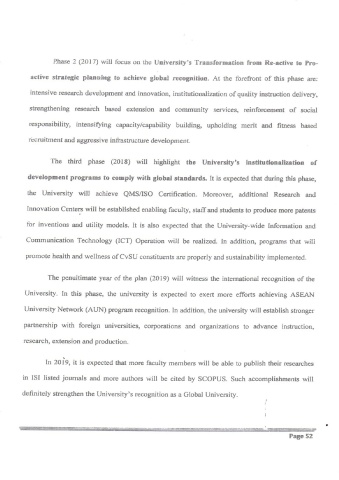 Phase 2 (2017) will focus on the University's Transformation from Re-active to Pro-
active strategic planning to achieve global recognition. At the forefront of this phase are:
intensive research development and innovation, institutionalization of quality instruction delivery,
strengthening research based extension and community services, reinforcement of social
responsibility, intensifying capacity/capability building, upholding merit and fitness based
recruitment and aggressive infrastructure development.
The third phase (2018) will highlight the University's institutionalization of
development programs to comply with global standards. It is expected that during this phase,
the University will achieve QMS/ISO Certification. Moreover, additional Research and
Innovation Centers will be established enabling faculty, staff and students to produce more patents
for inventions and utility models. It is also expected that the University-wide Information and
Communication Technology (ICT) Operation will be realized. In addition, programs that will
promote health and wellness of CvSU constituents are properly and sustainability implemented.
The penultimate year of the plan (2019) will witness the international recognition of the
University. In this phase, the university is expected to exert more efforts achieving ASEAN
University Network (AUN) program recognition. In addition, the university will establish stronger
partnership with foreign universities, corporations and organizations to advance instruction,
research, extension and production.
In 2019, it is expected that more faculty members will be able to publish their researches
in ISI listed journals and more authors will be cited by SCOPUS. Such accomplishments will
definitely strengthen the University's recognition as a Global University.
Page 52